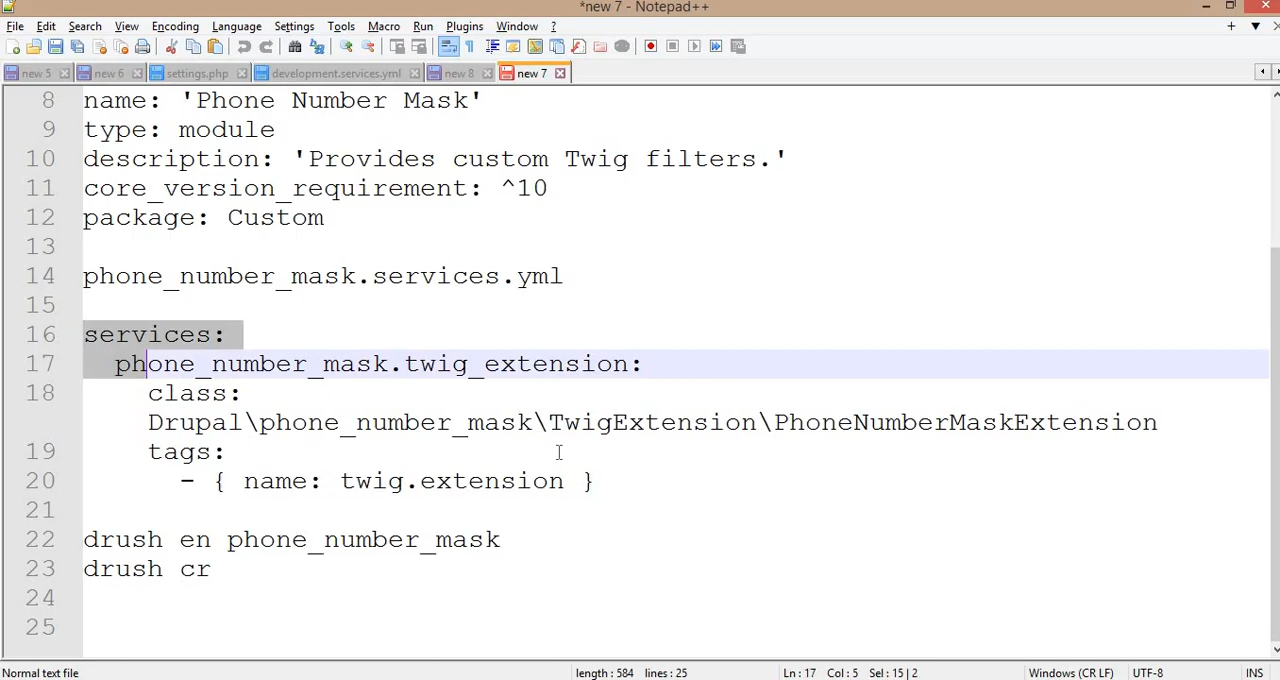 *new 7 - Notepad++
File Edit Search View Encoding Language Settings Tools Macro Run Plugins Window ?
new 5 new 6 settings.php development.services.yml new 8 new 7
8 name: 'Phone Number Mask'
9 type: module
10 description: 'Provides custom Twig filters.'
11 core_version_requirement: ^10
12 package: Custom
13
14 phone_number_mask.services.yml
15
16 services:
17 phone_number_mask.twig_extension:
18 class:
Drupal\phone_number_mask\TwigExtension\PhoneNumberMaskExtension
19 tags:
20 - { name: twig.extension }
21
22 drush en phone_number_mask
23 drush cr
24
25
Normal text file length : 584 lines : 25 Ln : 17 Col : 5 Sel : 15 | 2 Windows (CR LF) UTF-8 INS